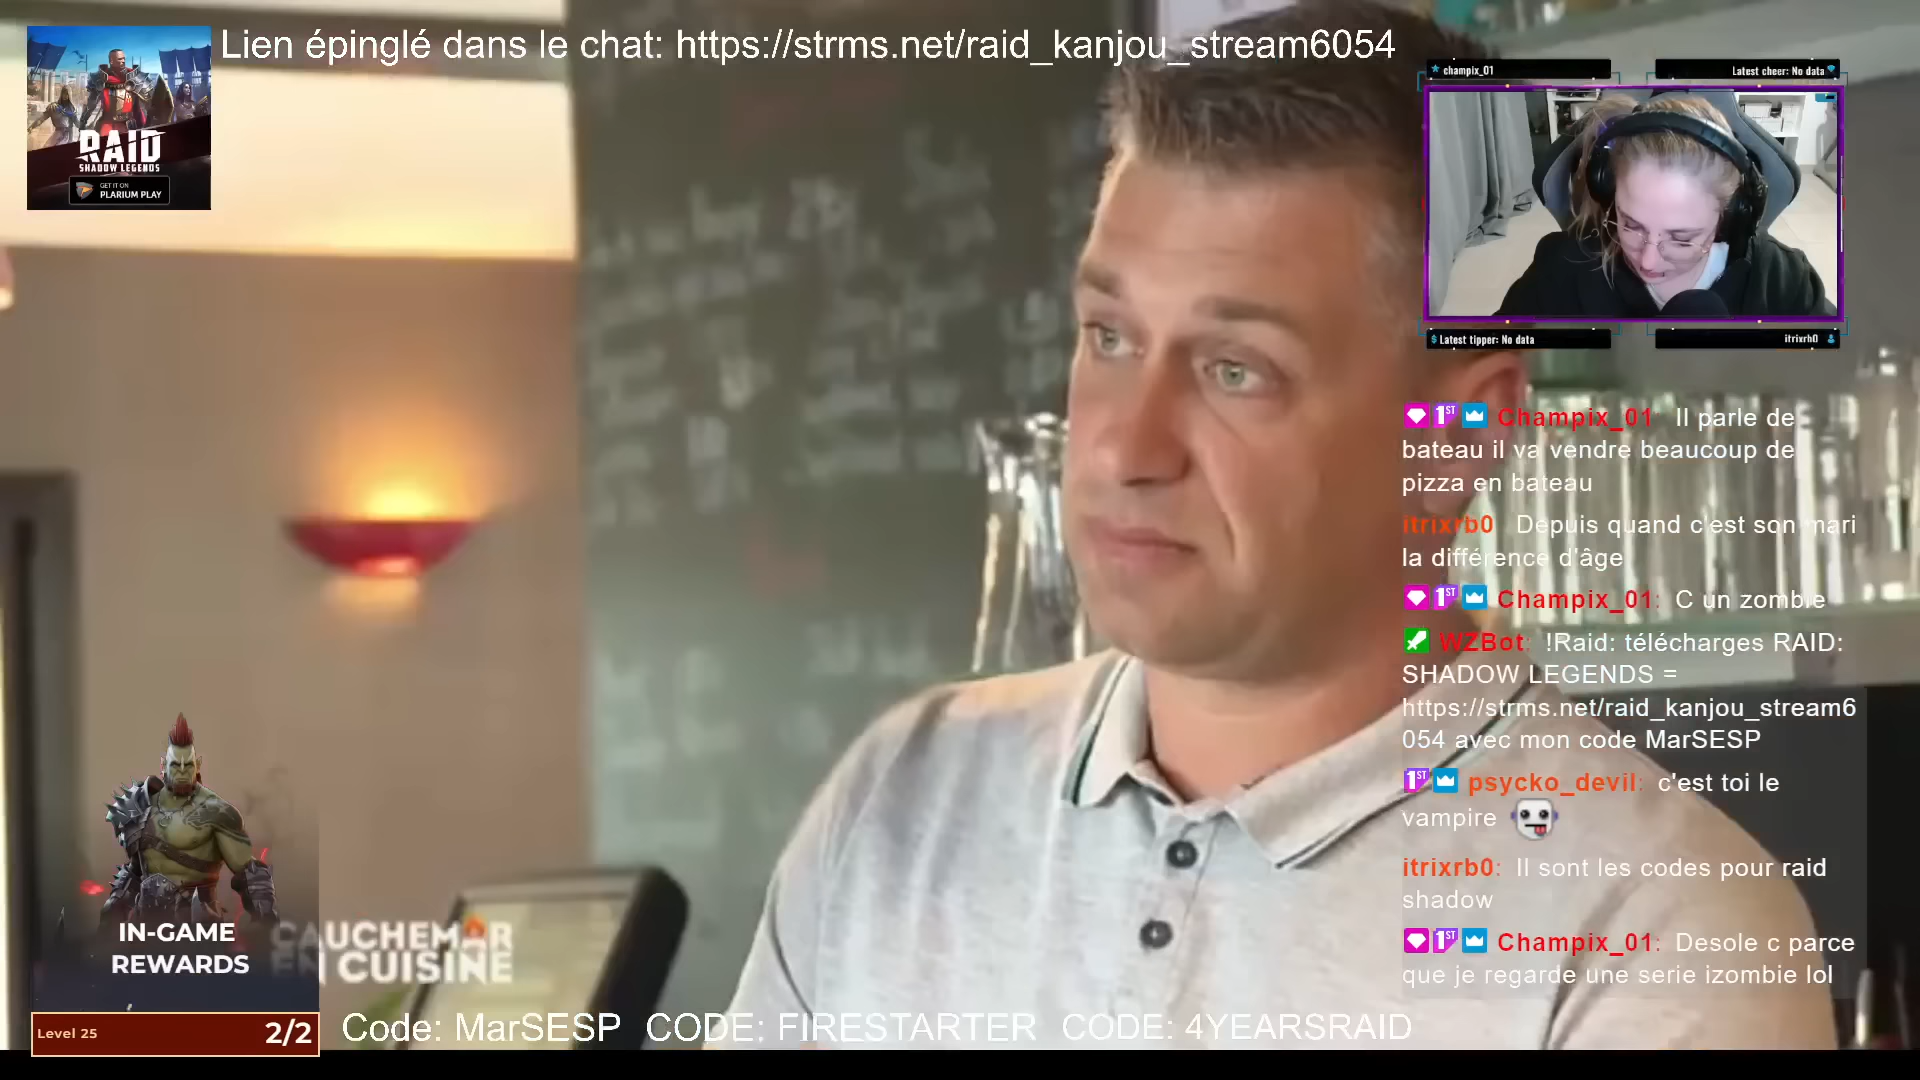 Lien épinglé dans le chat: https://strms.net/raid_kanjou_stream6054
RAID
SHADOW LEGENDS
GET IT ON
PLARIUM PLAY
champix_01
Latest cheer: No data
$ Latest tipper: No data
itrixrb0
Champix_01: Il parle de
bateau il va vendre beaucoup de
pizza en bateau
itrixrb0: Depuis quand c'est son mari
la différence d'âge
Champix_01: C un zombie
WZBot: !Raid: télécharges RAID:
SHADOW LEGENDS =
https://strms.net/raid_kanjou_stream6
054 avec mon code MarSESP
psycko_devil: c'est toi le
vampire
itrixrb0: Il sont les codes pour raid
shadow
Champix_01: Desole c parce
que je regarde une serie izombie lol
IN-GAME
REWARDS
CAUCHEMAR
EN CUISINE
Level 25
2/2
Code: MarSESP CODE: FIRESTARTER CODE: 4YEARSRAID